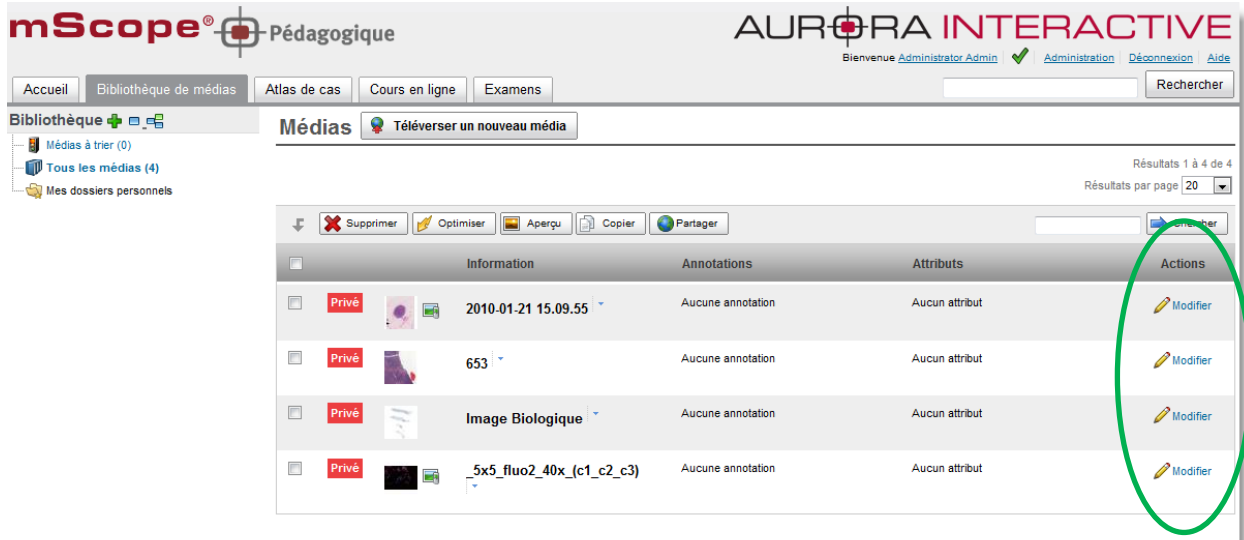 mScope® Pédagogique
AURORA INTERACTIVE
Bienvenue Administrator Admin Administration Déconnexion Aide
Accueil Bibliothèque de médias Atlas de cas Cours en ligne Examens Rechercher
Bibliothèque
Médias à trier (0)
Tous les médias (4)
Mes dossiers personnels
Médias Téléverser un nouveau média
Résultats 1 à 4 de 4
Résultats par page 20
Supprimer Optimiser Aperçu Copier Partager Chercher
Information Annotations Attributs Actions
Privé 2010-01-21 15.09.55 Aucune annotation Aucun attribut Modifier
Privé 653 Aucune annotation Aucun attribut Modifier
Privé Image Biologique Aucune annotation Aucun attribut Modifier
Privé _5x5_fluo2_40x_(c1_c2_c3) Aucune annotation Aucun attribut Modifier